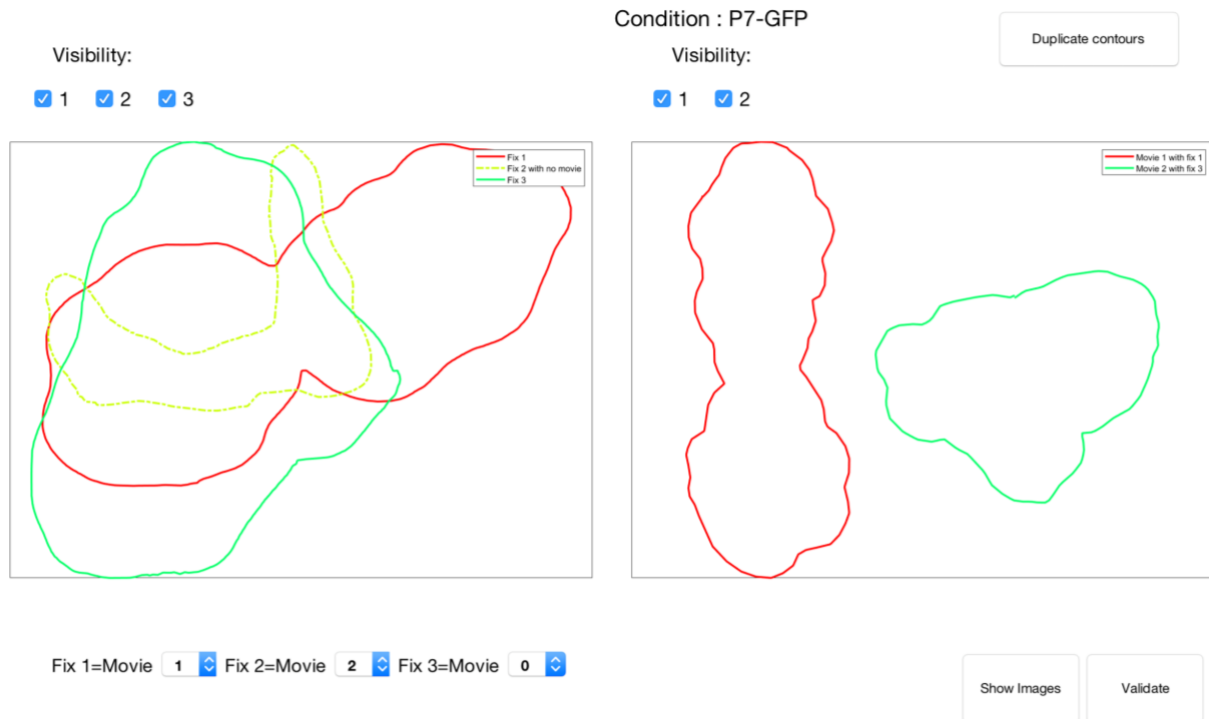 Condition : P7-GFP
Duplicate contours
Visibility:
1 2 3
Visibility:
1 2
Fix 1
Fix 2 with no movie
Fix 3
Movie 1 with fix 1
Movie 2 with fix 3
Fix 1=Movie 1 Fix 2=Movie 2 Fix 3=Movie 0
Show Images
Validate